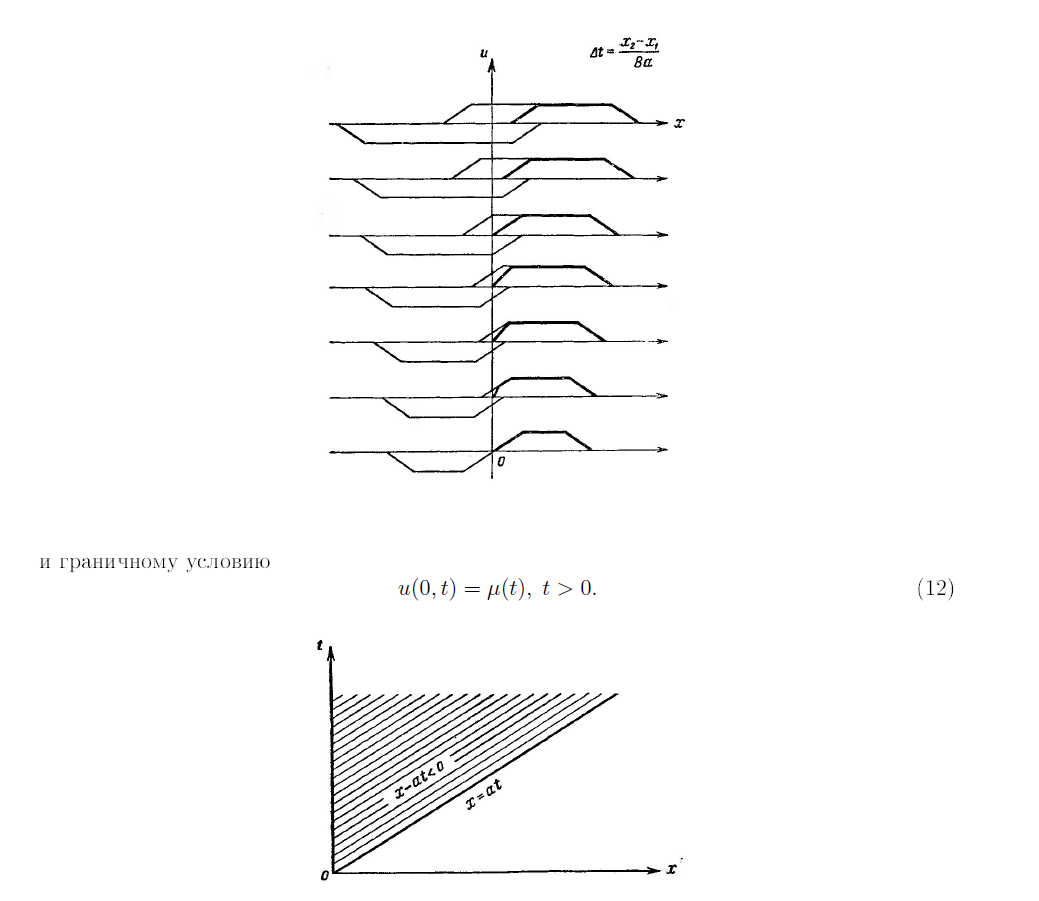 u
Δt = (x₂ − x₁) / 8a
x
0
и граничному условию
u(0, t) = μ(t), t > 0. (12)
t
x−at<0
x=at
0
x